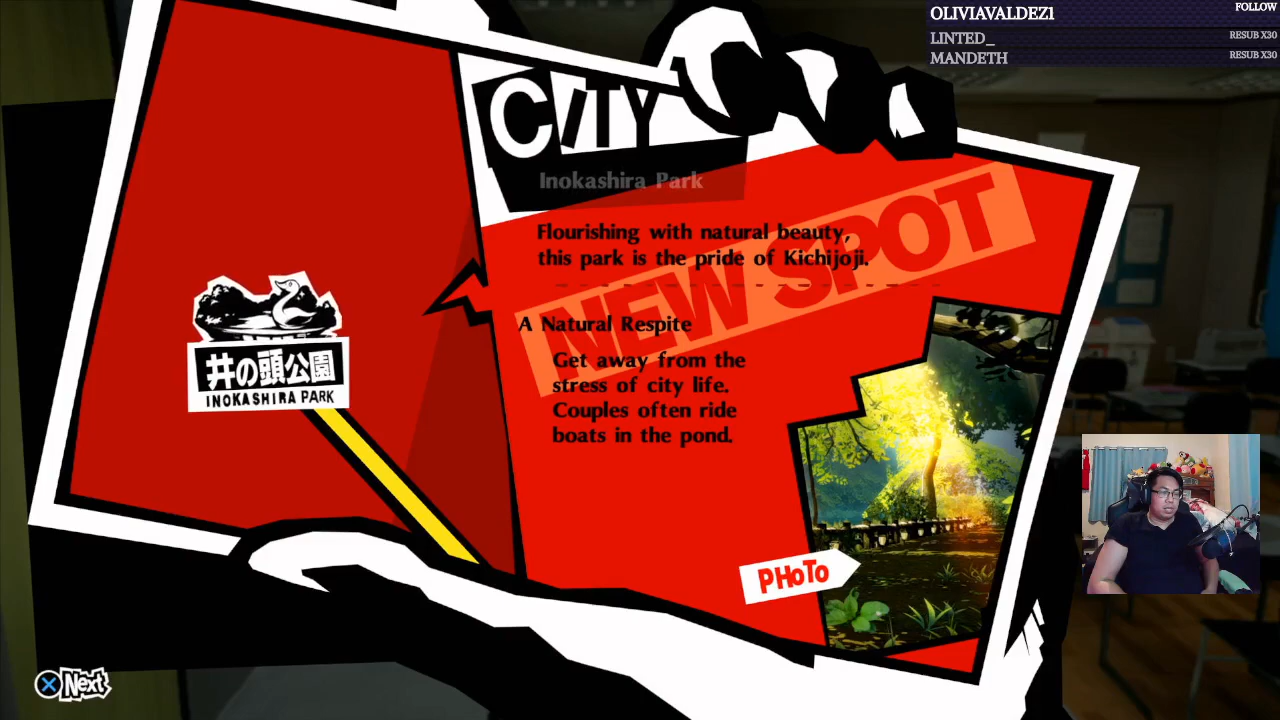 OLIVIAVALDEZ1
FOLLOW
LINTED_
RESUB X30
MANDETH
RESUB X30
CITY
Inokashira Park
NEW SPOT
Flourishing with natural beauty,
this park is the pride of Kichijoji.
A Natural Respite
Get away from the
stress of city life.
Couples often ride
boats in the pond.
井の頭公園
INOKASHIRA PARK
PHOTO
Next